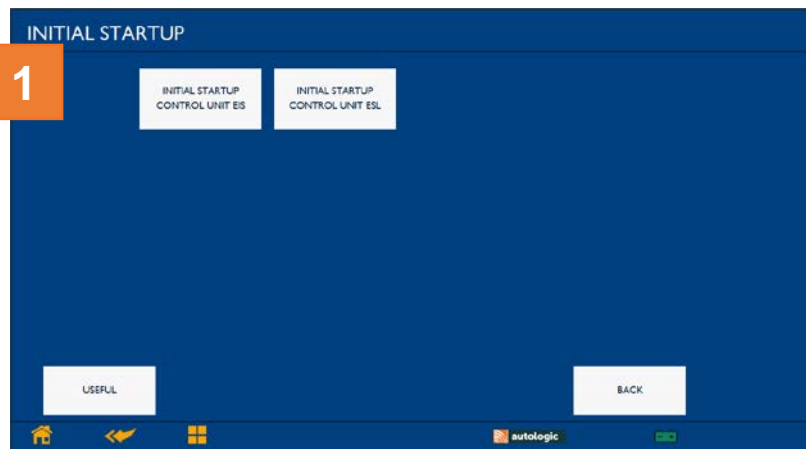 INITIAL STARTUP
1
INITIAL STARTUP
CONTROL UNIT EIS
INITIAL STARTUP
CONTROL UNIT ESL
USEFUL
BACK
autologic